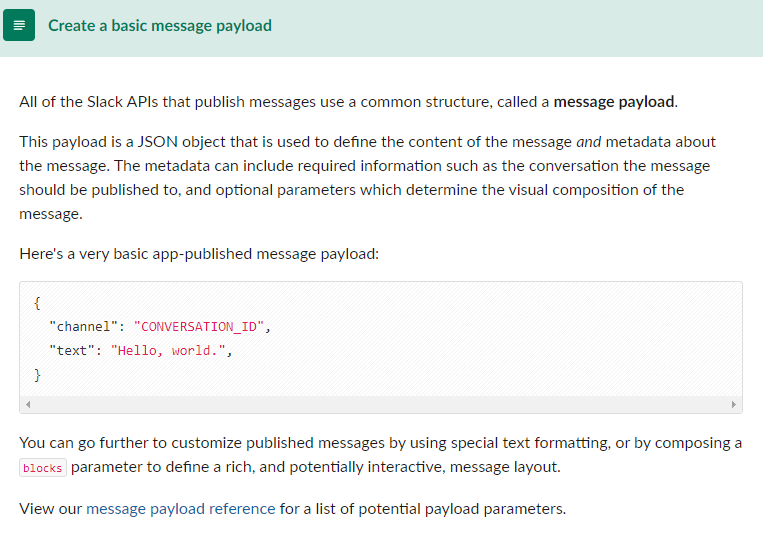 Create a basic message payload
All of the Slack APIs that publish messages use a common structure, called a message payload.
This payload is a JSON object that is used to define the content of the message and metadata about
the message. The metadata can include required information such as the conversation the message
should be published to, and optional parameters which determine the visual composition of the
message.
Here's a very basic app-published message payload:
{
  "channel": "CONVERSATION_ID",
  "text": "Hello, world.",
}
You can go further to customize published messages by using special text formatting, or by composing a
blocks parameter to define a rich, and potentially interactive, message layout.
View our message payload reference for a list of potential payload parameters.